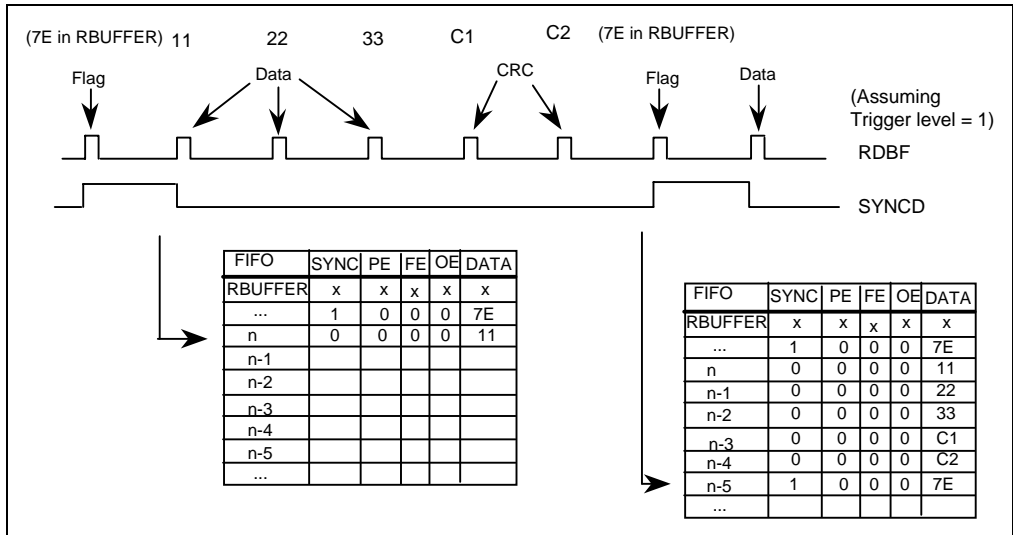 (7E in RBUFFER) 11 22 33 C1 C2 (7E in RBUFFER)
Flag Data CRC Flag Data
(Assuming
Trigger level = 1)
RDBF
SYNCD
FIFO SYNC PE FE OE DATA
RBUFFER x x x x x
... 1 0 0 0 7E
n 0 0 0 0 11
n-1
n-2
n-3
n-4
n-5
...
FIFO SYNC PE FE OE DATA
RBUFFER x x x x x
... 1 0 0 0 7E
n 0 0 0 0 11
n-1 0 0 0 0 22
n-2 0 0 0 0 33
n-3 0 0 0 0 C1
n-4 0 0 0 0 C2
n-5 1 0 0 0 7E
...